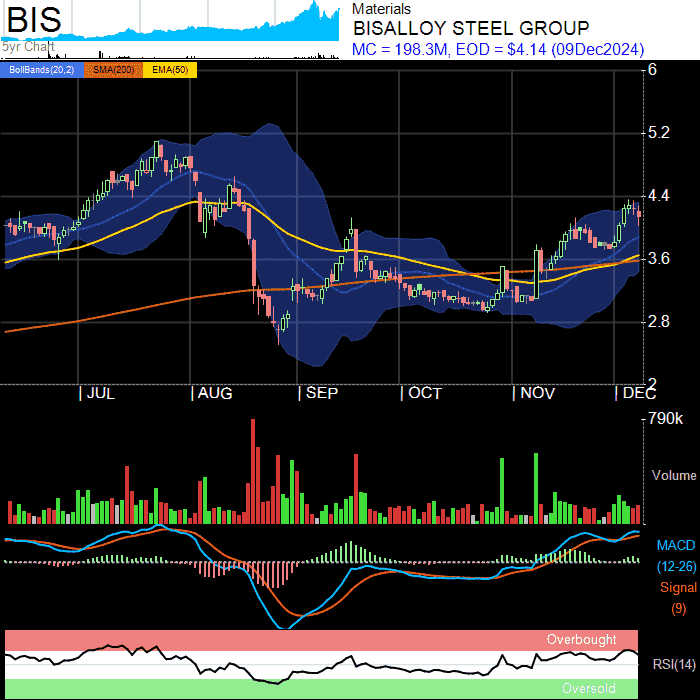 BIS
5yr Chart
Materials
BISALLOY STEEL GROUP
MC = 198.3M, EOD = $4.14 (09Dec2024)
BollBands(20,2) SMA(200) EMA(50)
6
5.2
4.4
3.6
2.8
2
JUL AUG SEP OCT NOV DEC
790k
Volume
MACD
(12-26)
Signal
(9)
Overbought
RSI(14)
Oversold